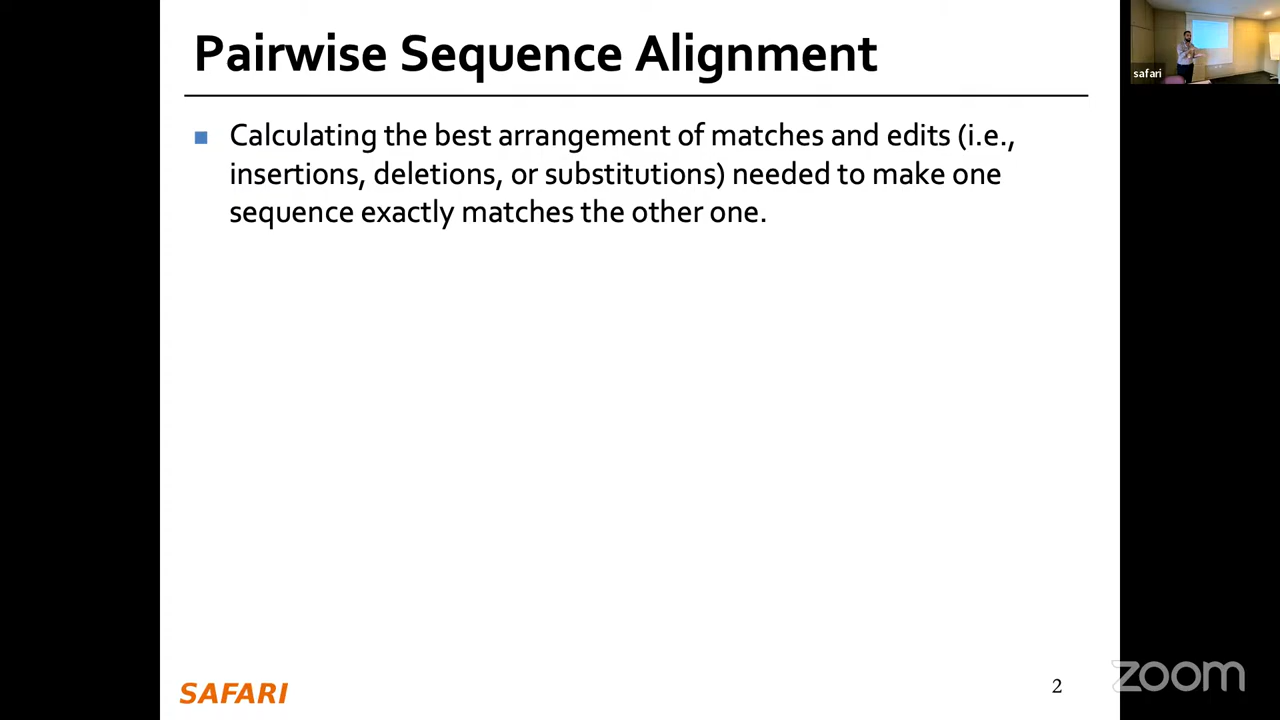 Pairwise Sequence Alignment
safari
Calculating the best arrangement of matches and edits (i.e.,
insertions, deletions, or substitutions) needed to make one
sequence exactly matches the other one.
SAFARI
2
zoom